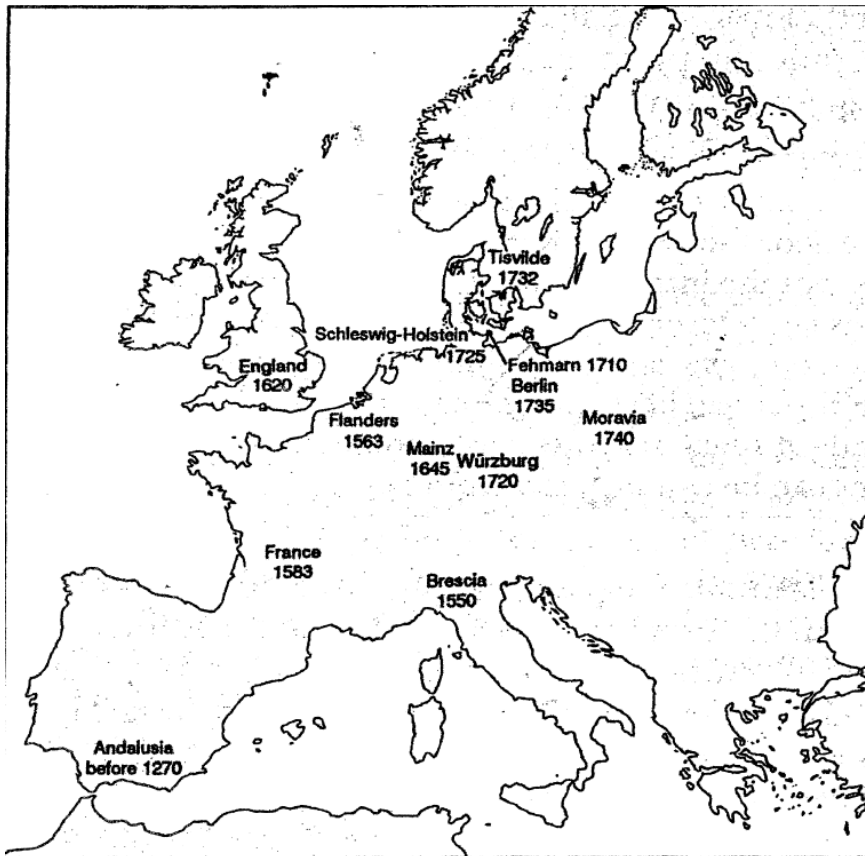 Tisvilde
1732
Schleswig-Holstein
1725
Fehmarn 1710
Berlin
1735
England
1620
Flanders
1563
Moravia
1740
Mainz
1645
Würzburg
1720
France
1583
Brescia
1550
Andalusia
before 1270